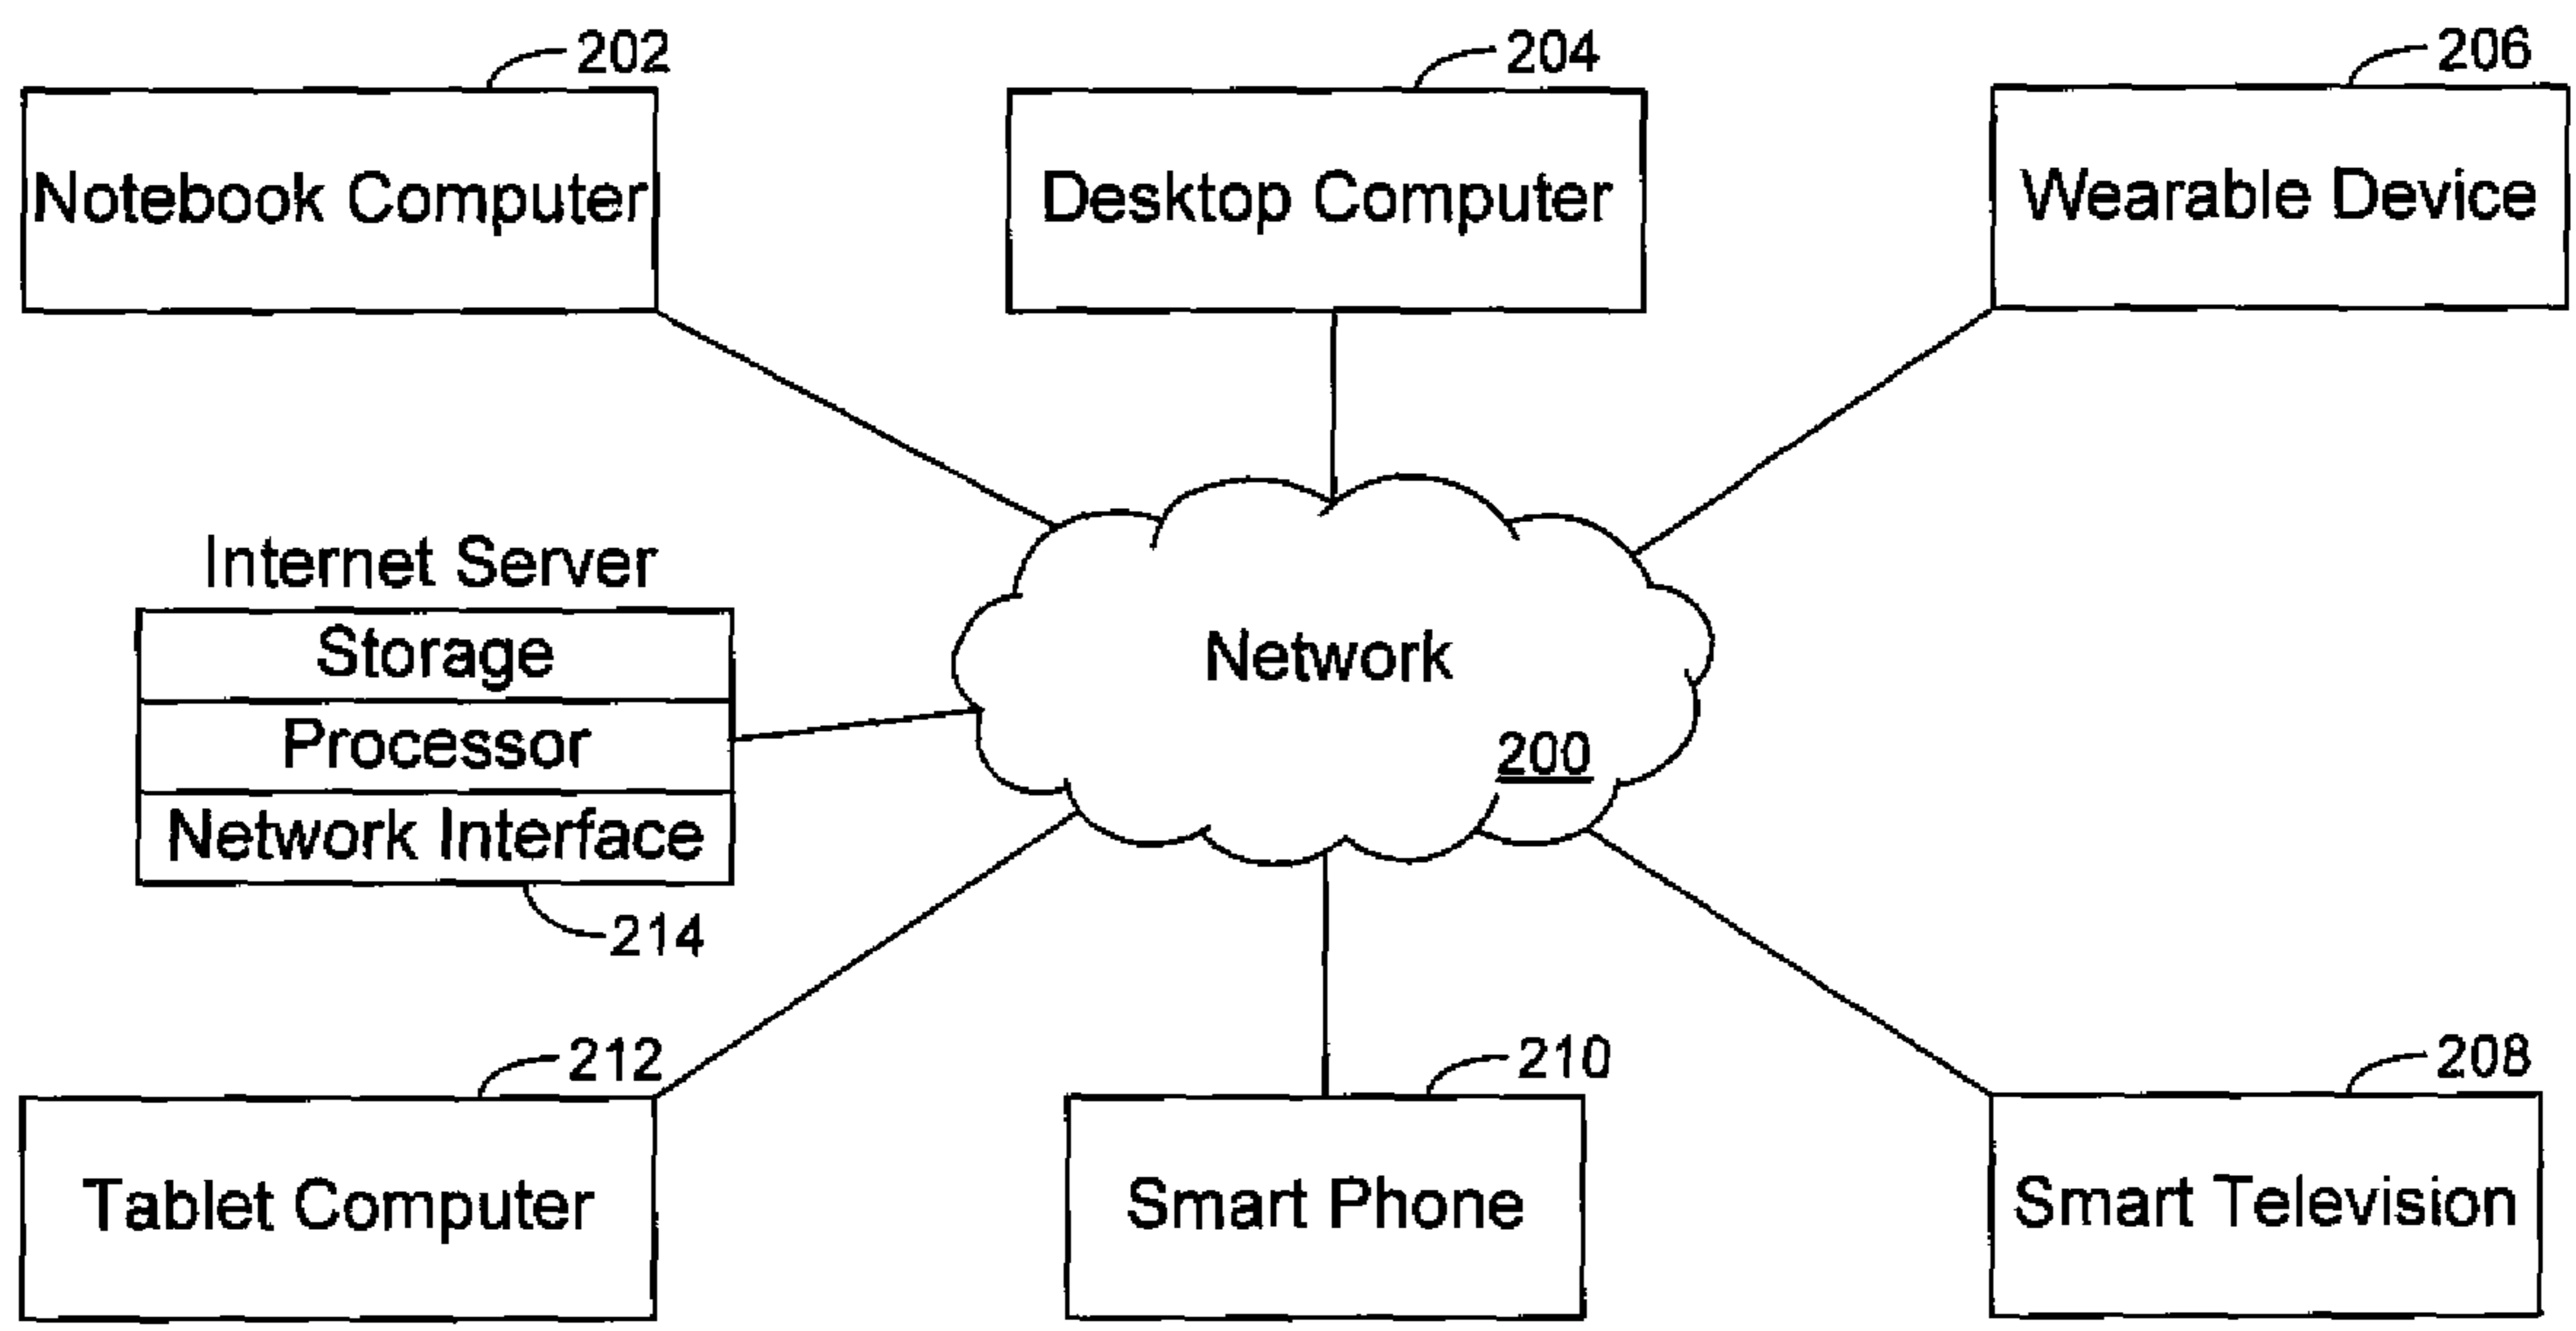 202
204
206
Notebook Computer
Desktop Computer
Wearable Device
Internet Server
Storage
Processor
Network Interface
214
Network
200
212
210
208
Tablet Computer
Smart Phone
Smart Television